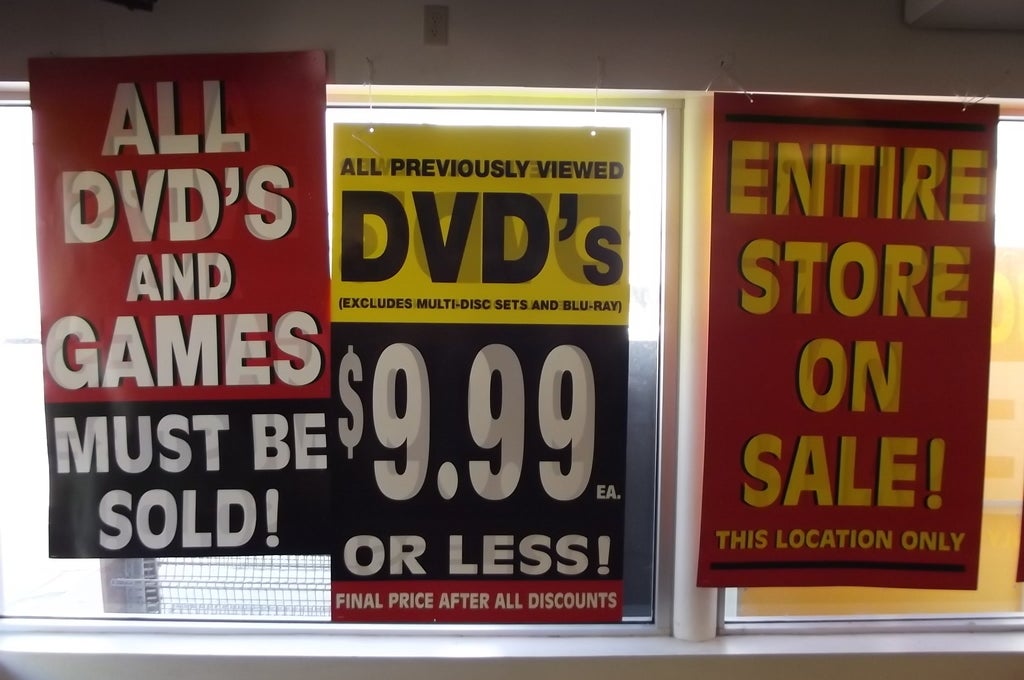 ALL
DVD'S
AND
GAMES
MUST BE
SOLD!
ALL PREVIOUSLY VIEWED
DVD's
(EXCLUDES MULTI-DISC SETS AND BLU-RAY)
$9.99 EA.
OR LESS!
FINAL PRICE AFTER ALL DISCOUNTS
ENTIRE
STORE
ON
SALE!
THIS LOCATION ONLY